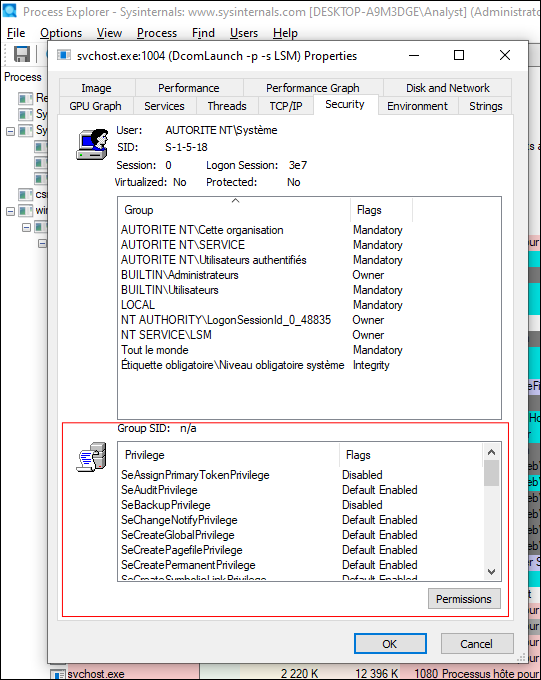 Process Explorer - Sysinternals: www.sysinternals.com [DESKTOP-A9M3DGE\Analyst] (Administrator
File Options View Process Find Users Help
svchost.exe:1004 (DcomLaunch -p -s LSM) Properties
Process
Image Performance Performance Graph Disk and Network
GPU Graph Services Threads TCP/IP Security Environment Strings
User: AUTORITE NT\Système
SID: S-1-5-18
Session: 0 Logon Session: 3e7
Virtualized: No Protected: No
Group Flags
AUTORITE NT\Cette organisation Mandatory
AUTORITE NT\SERVICE Mandatory
AUTORITE NT\Utilisateurs authentifiés Mandatory
BUILTIN\Administrateurs Owner
BUILTIN\Utilisateurs Mandatory
LOCAL Mandatory
NT AUTHORITY\LogonSessionId_0_48835 Owner
NT SERVICE\LSM Owner
Tout le monde Mandatory
Étiquette obligatoire\Niveau obligatoire système Integrity
Group SID: n/a
Privilege Flags
SeAssignPrimaryTokenPrivilege Disabled
SeAuditPrivilege Default Enabled
SeBackupPrivilege Disabled
SeChangeNotifyPrivilege Default Enabled
SeCreateGlobalPrivilege Default Enabled
SeCreatePagefilePrivilege Default Enabled
SeCreatePermanentPrivilege Default Enabled
SeCreateSymbolicLinkPrivilege Default Enabled
Permissions
OK Cancel
svchost.exe 2 220 K 12 396 K 1080 Processus hôte pour